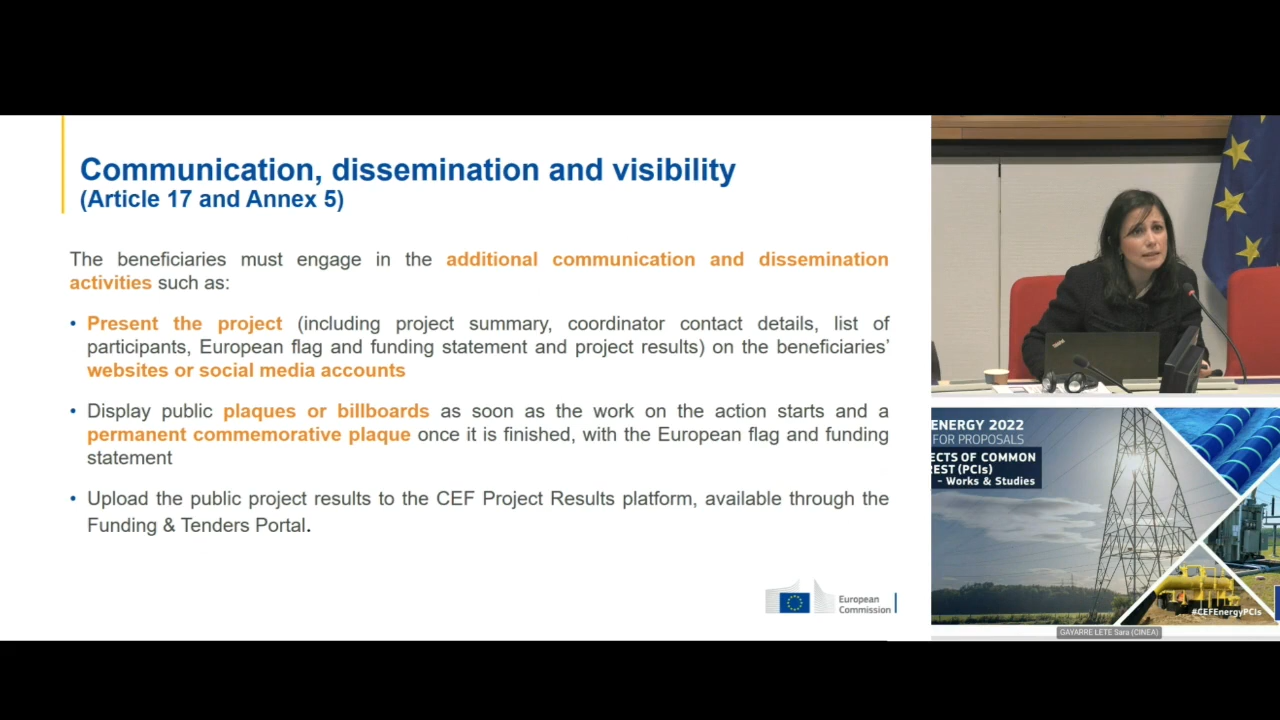 Communication, dissemination and visibility
(Article 17 and Annex 5)
The beneficiaries must engage in the additional communication and dissemination
activities such as:
• Present the project (including project summary, coordinator contact details, list of
participants, European flag and funding statement and project results) on the beneficiaries’
websites or social media accounts
• Display public plaques or billboards as soon as the work on the action starts and a
permanent commemorative plaque once it is finished, with the European flag and funding
statement
• Upload the public project results to the CEF Project Results platform, available through the
Funding & Tenders Portal.
European
Commission
ENERGY 2022
FOR PROPOSALS
ECTS OF COMMON
REST (PCIs)
- Works & Studies
#CEFEnergyPCIs
GAYARRE LETE Sara (CINEA)